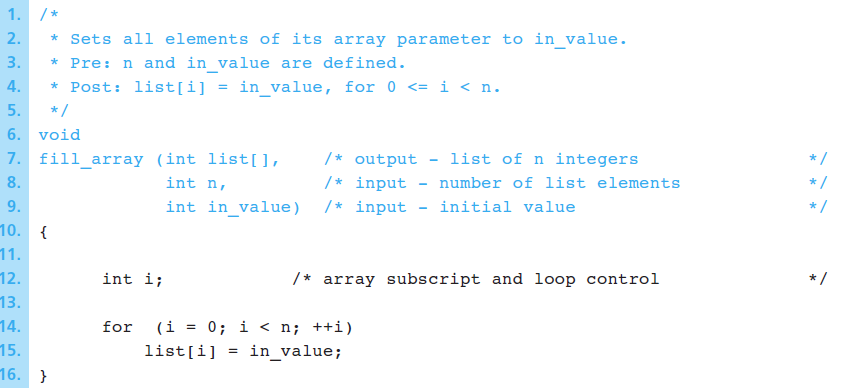 1. /*
2.  * Sets all elements of its array parameter to in_value.
3.  * Pre: n and in_value are defined.
4.  * Post: list[i] = in_value, for 0 <= i < n.
5.  */
6. void
7. fill_array (int list[],    /* output - list of n integers                */
8.             int n,         /* input - number of list elements            */
9.             int in_value)  /* input - initial value                      */
10. {
11.
12.       int i;            /* array subscript and loop control              */
13.
14.       for  (i = 0; i < n; ++i)
15.           list[i] = in_value;
16. }